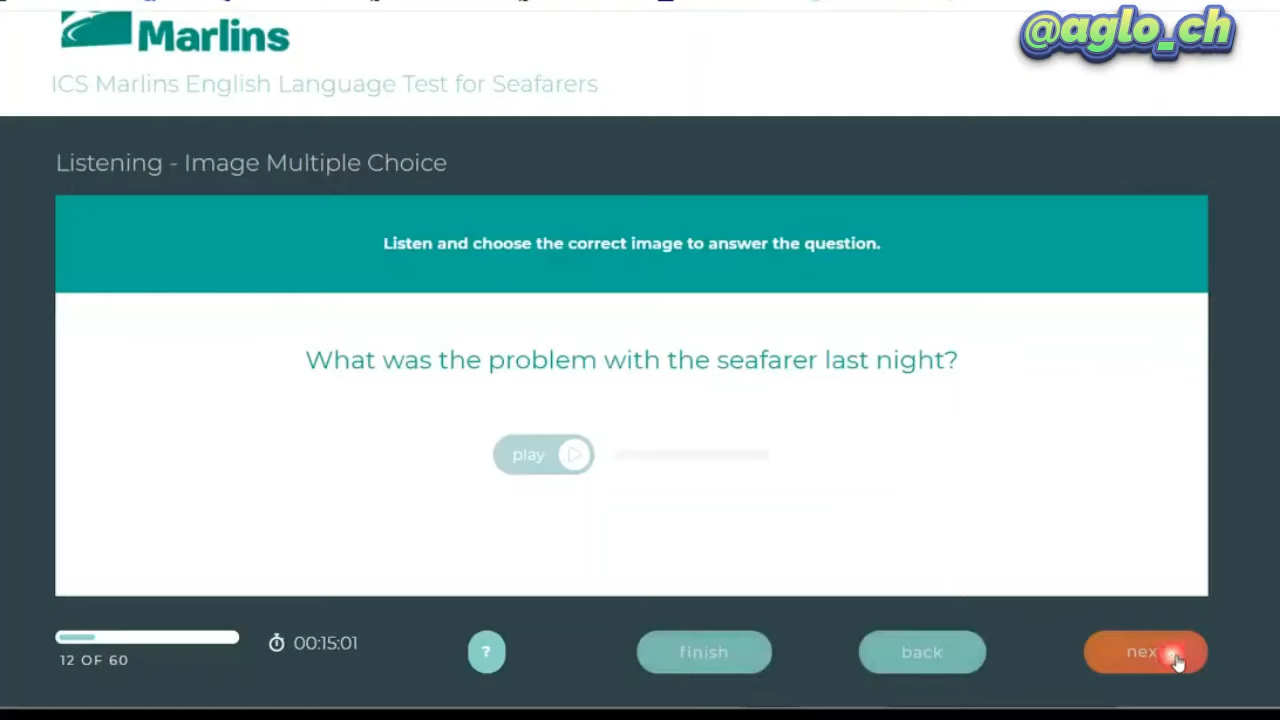 Marlins
@aglo_ch
ICS Marlins English Language Test for Seafarers
Listening - Image Multiple Choice
Listen and choose the correct image to answer the question.
What was the problem with the seafarer last night?
play
12 OF 60
00:15:01
?
finish
back
next